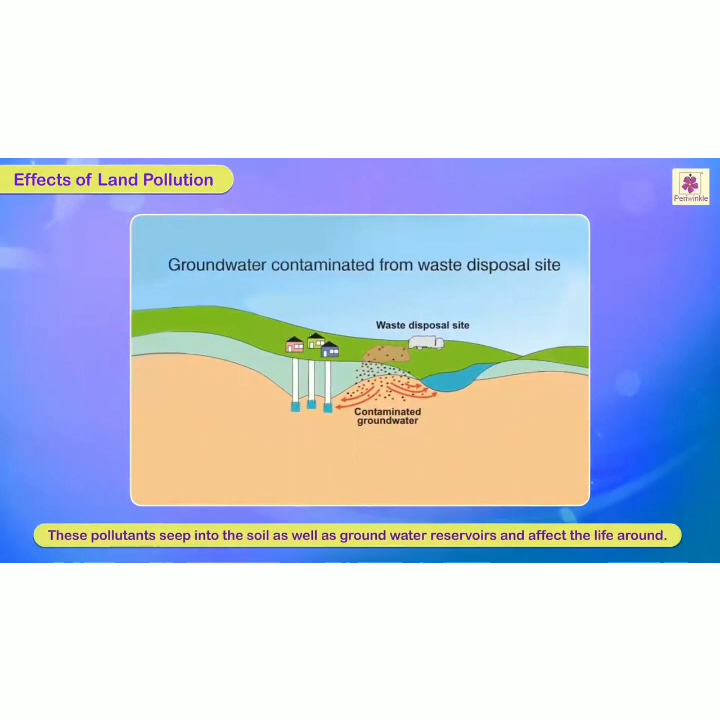 Effects of Land Pollution
Periwinkle
Groundwater contaminated from waste disposal site
Waste disposal site
Contaminated
groundwater
These pollutants seep into the soil as well as ground water reservoirs and affect the life around.